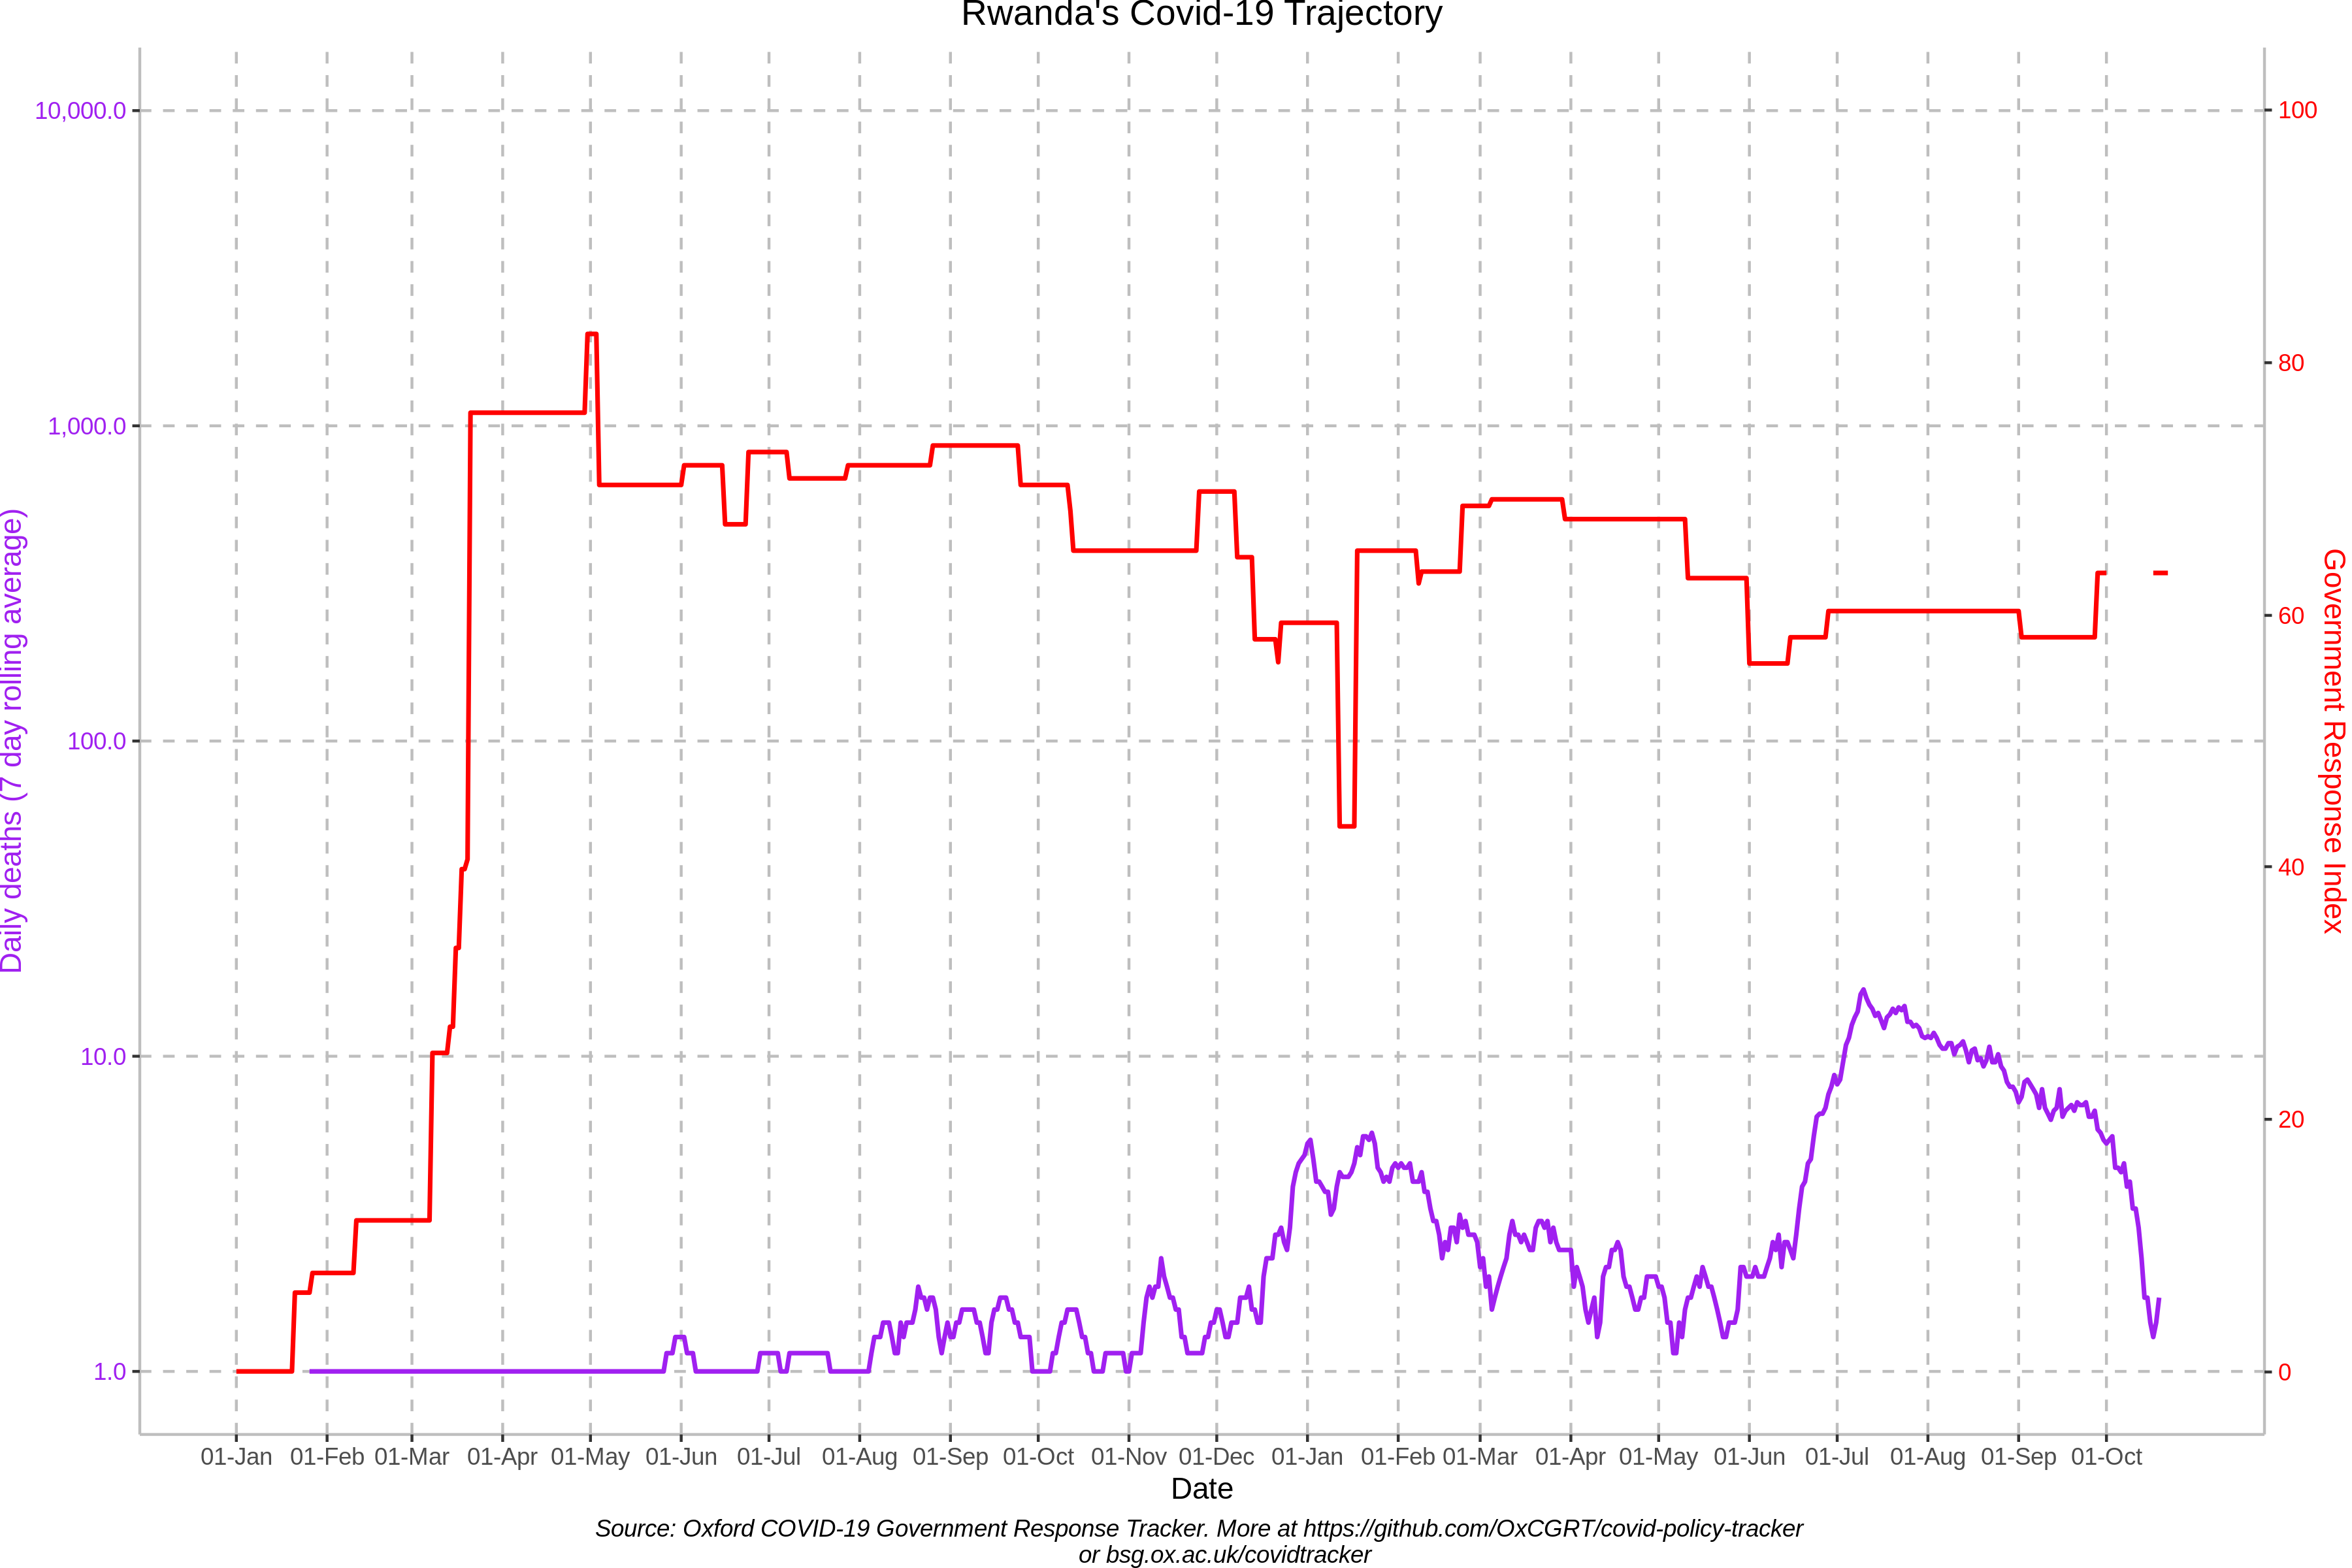 Rwanda's Covid-19 Trajectory
10,000.0
1,000.0
100.0
10.0
1.0
Daily deaths (7 day rolling average)
100
80
60
40
20
0
Government Response Index
01-Jan 01-Feb 01-Mar 01-Apr 01-May 01-Jun 01-Jul 01-Aug 01-Sep 01-Oct 01-Nov 01-Dec 01-Jan 01-Feb 01-Mar 01-Apr 01-May 01-Jun 01-Jul 01-Aug 01-Sep 01-Oct
Date
Source: Oxford COVID-19 Government Response Tracker. More at https://github.com/OxCGRT/covid-policy-tracker
or bsg.ox.ac.uk/covidtracker